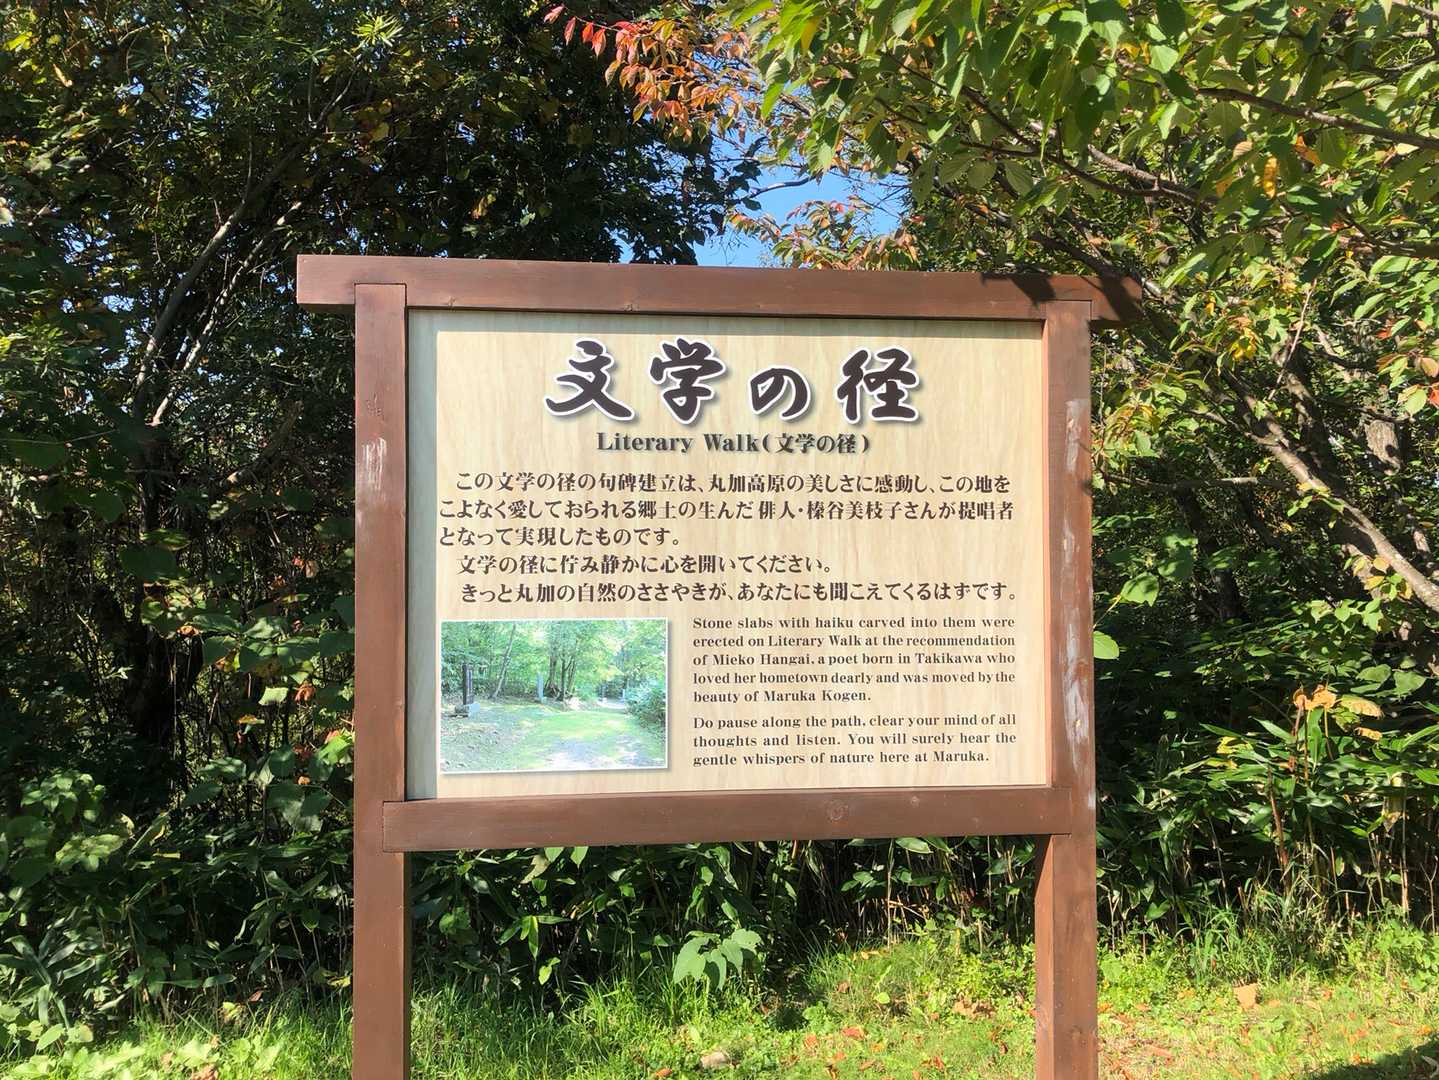 文学の径
Literary Walk(文学の径)
この文学の径の句碑建立は、丸加高原の美しさに感動し、この地を
こよなく愛しておられる郷土の生んだ俳人・榛谷美枝子さんが提唱者
となって実現したものです。
文学の径に佇み静かに心を開いてください。
きっと丸加の自然のささやきが、あなたにも聞こえてくるはずです。
Stone slabs with haiku carved into them were
erected on Literary Walk at the recommendation
of Mieko Hangai, a poet born in Takikawa who
loved her hometown dearly and was moved by the
beauty of Maruka Kogen.
Do pause along the path, clear your mind of all
thoughts and listen. You will surely hear the
gentle whispers of nature here at Maruka.